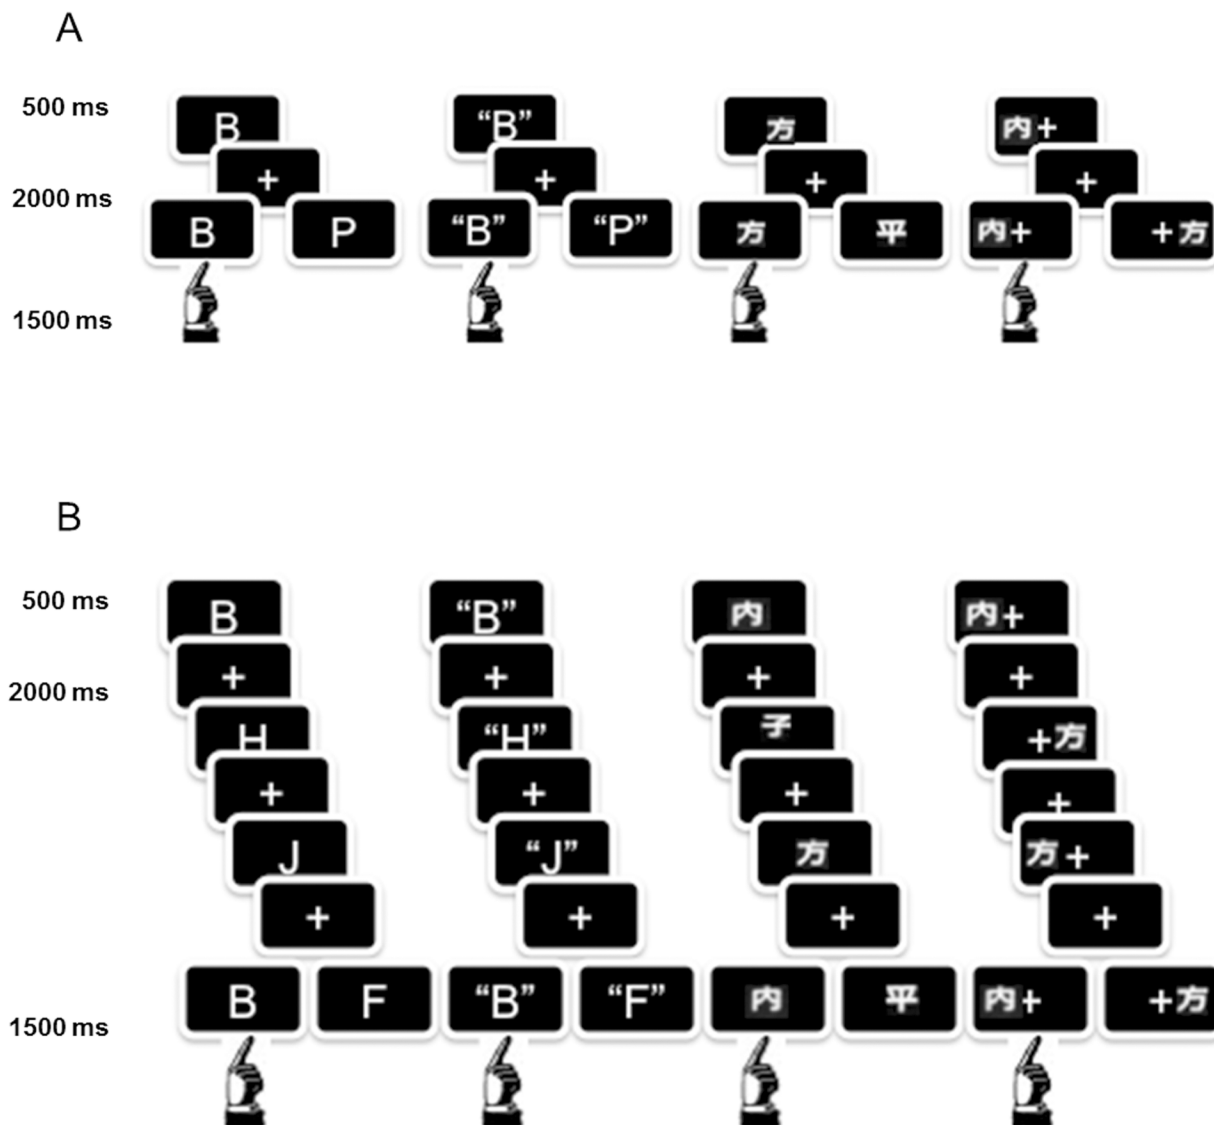 A
500 ms
B “B” 方 内+
+ + + +
2000 ms
B P “B” “P” 方 平 内+ +方
1500 ms
B
500 ms
B “B” 内 内+
2000 ms
+ + + +
H “H” 子 +方
+ + + +
J “J” 方 方+
+ + + +
B F “B” “F” 内 平 内+ +方
1500 ms